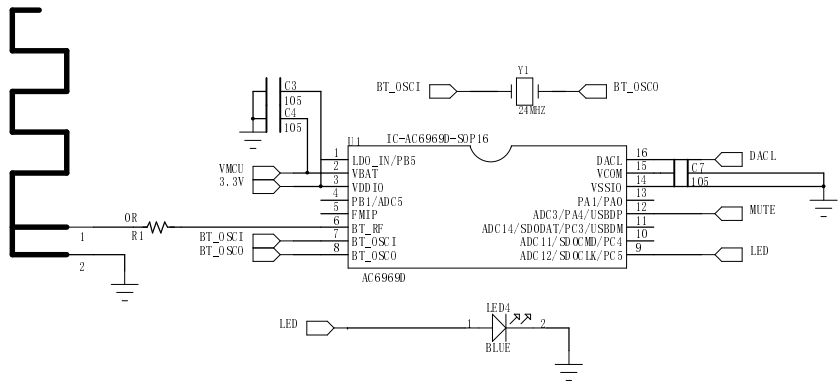 Y1
BT_OSCI
BT_OSCO
24MHZ
C3
105
C4
105
U1
IC-AC6969D-SOP16
VMCU
3.3V
1
LDO_IN/PB5
2
VBAT
3
VDDIO
4
PB1/ADC5
5
FMIP
6
BT_RF
7
BT_OSCI
8
BT_OSCO
DACL
16
VCOM
15
VSSIO
14
PA1/PA0
13
ADC3/PA4/USBDP
12
ADC14/SD0DAT/PC3/USBDM
11
ADC11/SD0CMD/PC4
10
ADC12/SD0CLK/PC5
9
C7
105
DACL
MUTE
LED
0R
R1
1
2
BT_OSCI
BT_OSCO
AC6969D
LED
1
LED4
2
BLUE